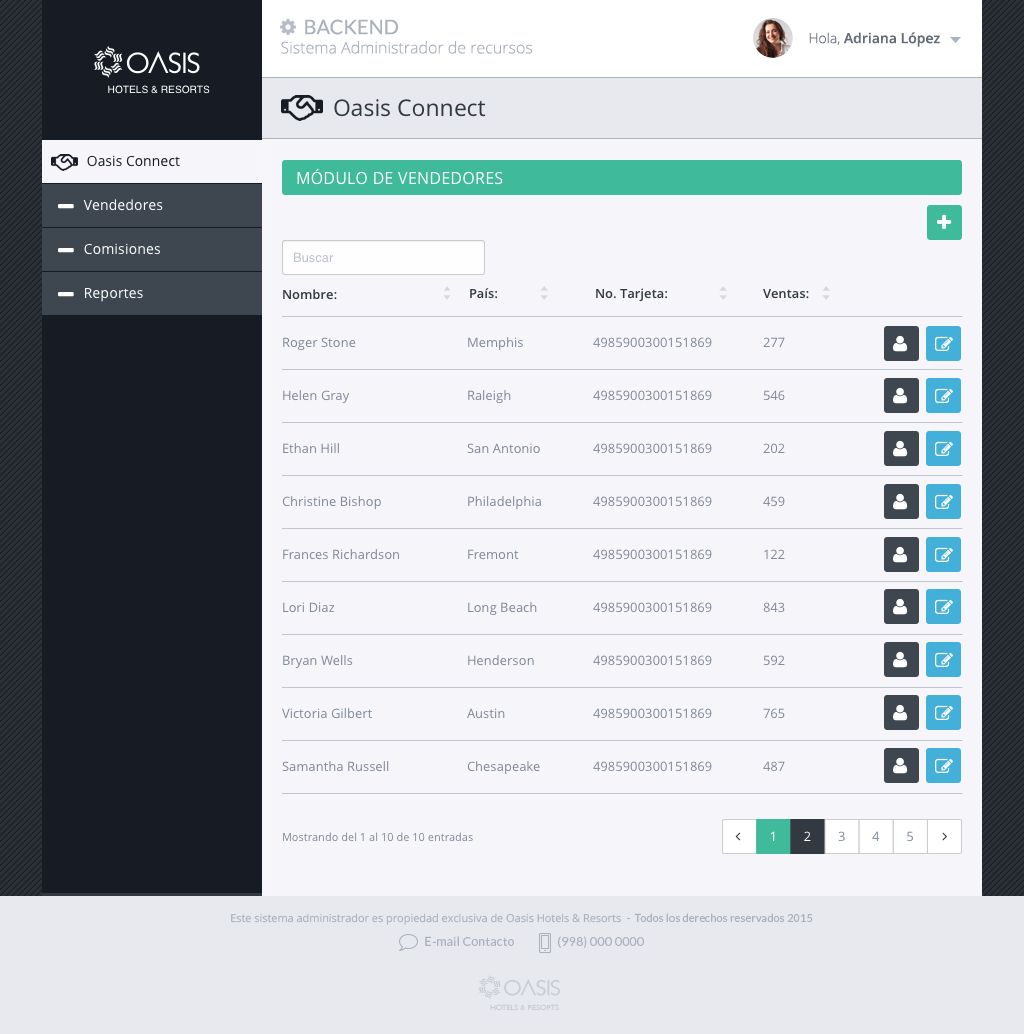 OASIS
HOTELS & RESORTS
BACKEND
Sistema Administrador de recursos
Hola, Adriana López
Oasis Connect
Oasis Connect
Vendedores
Comisiones
Reportes
MÓDULO DE VENDEDORES
+
Buscar
Nombre: País: No. Tarjeta: Ventas:
Roger Stone Memphis 4985900300151869 277
Helen Gray Raleigh 4985900300151869 546
Ethan Hill San Antonio 4985900300151869 202
Christine Bishop Philadelphia 4985900300151869 459
Frances Richardson Fremont 4985900300151869 122
Lori Diaz Long Beach 4985900300151869 843
Bryan Wells Henderson 4985900300151869 592
Victoria Gilbert Austin 4985900300151869 765
Samantha Russell Chesapeake 4985900300151869 487
Mostrando del 1 al 10 de 10 entradas
‹ 1 2 3 4 5 ›
Este sistema administrador es propiedad exclusiva de Oasis Hotels & Resorts - Todos los derechos reservados 2015
E-mail Contacto (998) 000 0000
OASIS
HOTELS & RESORTS